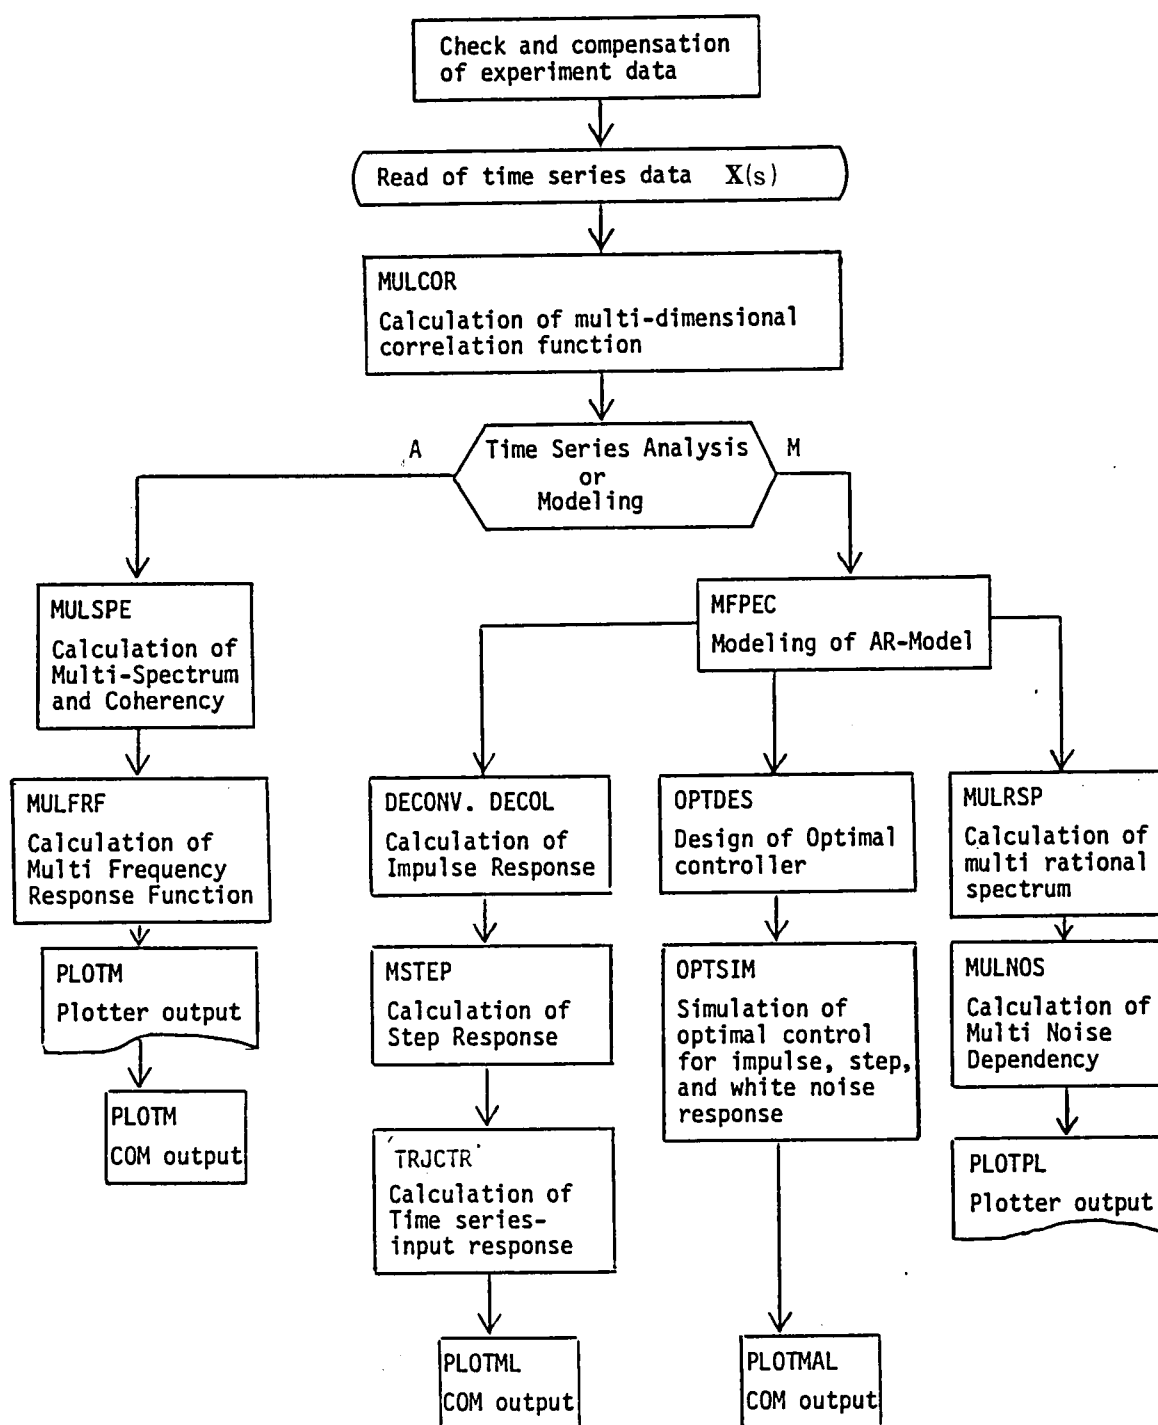 Check and compensation
of experiment data
Read of time series data X(s)
MULCOR
Calculation of multi-dimensional
correlation function
A
Time Series Analysis
or
Modeling
M
MULSPE
Calculation of
Multi-Spectrum
and Coherency
MFPEC
Modeling of AR-Model
MULFRF
Calculation of
Multi Frequency
Response Function
DECONV. DECOL
Calculation of
Impulse Response
OPTDES
Design of Optimal
controller
MULRSP
Calculation of
multi rational
spectrum
PLOTM
Plotter output
MSTEP
Calculation of
Step Response
OPTSIM
Simulation of
optimal control
for impulse, step,
and white noise
response
MULNOS
Calculation of
Multi Noise
Dependency
PLOTM
COM output
TRJCTR
Calculation of
Time series-
input response
PLOTPL
Plotter output
PLOTML
COM output
PLOTMAL
COM output